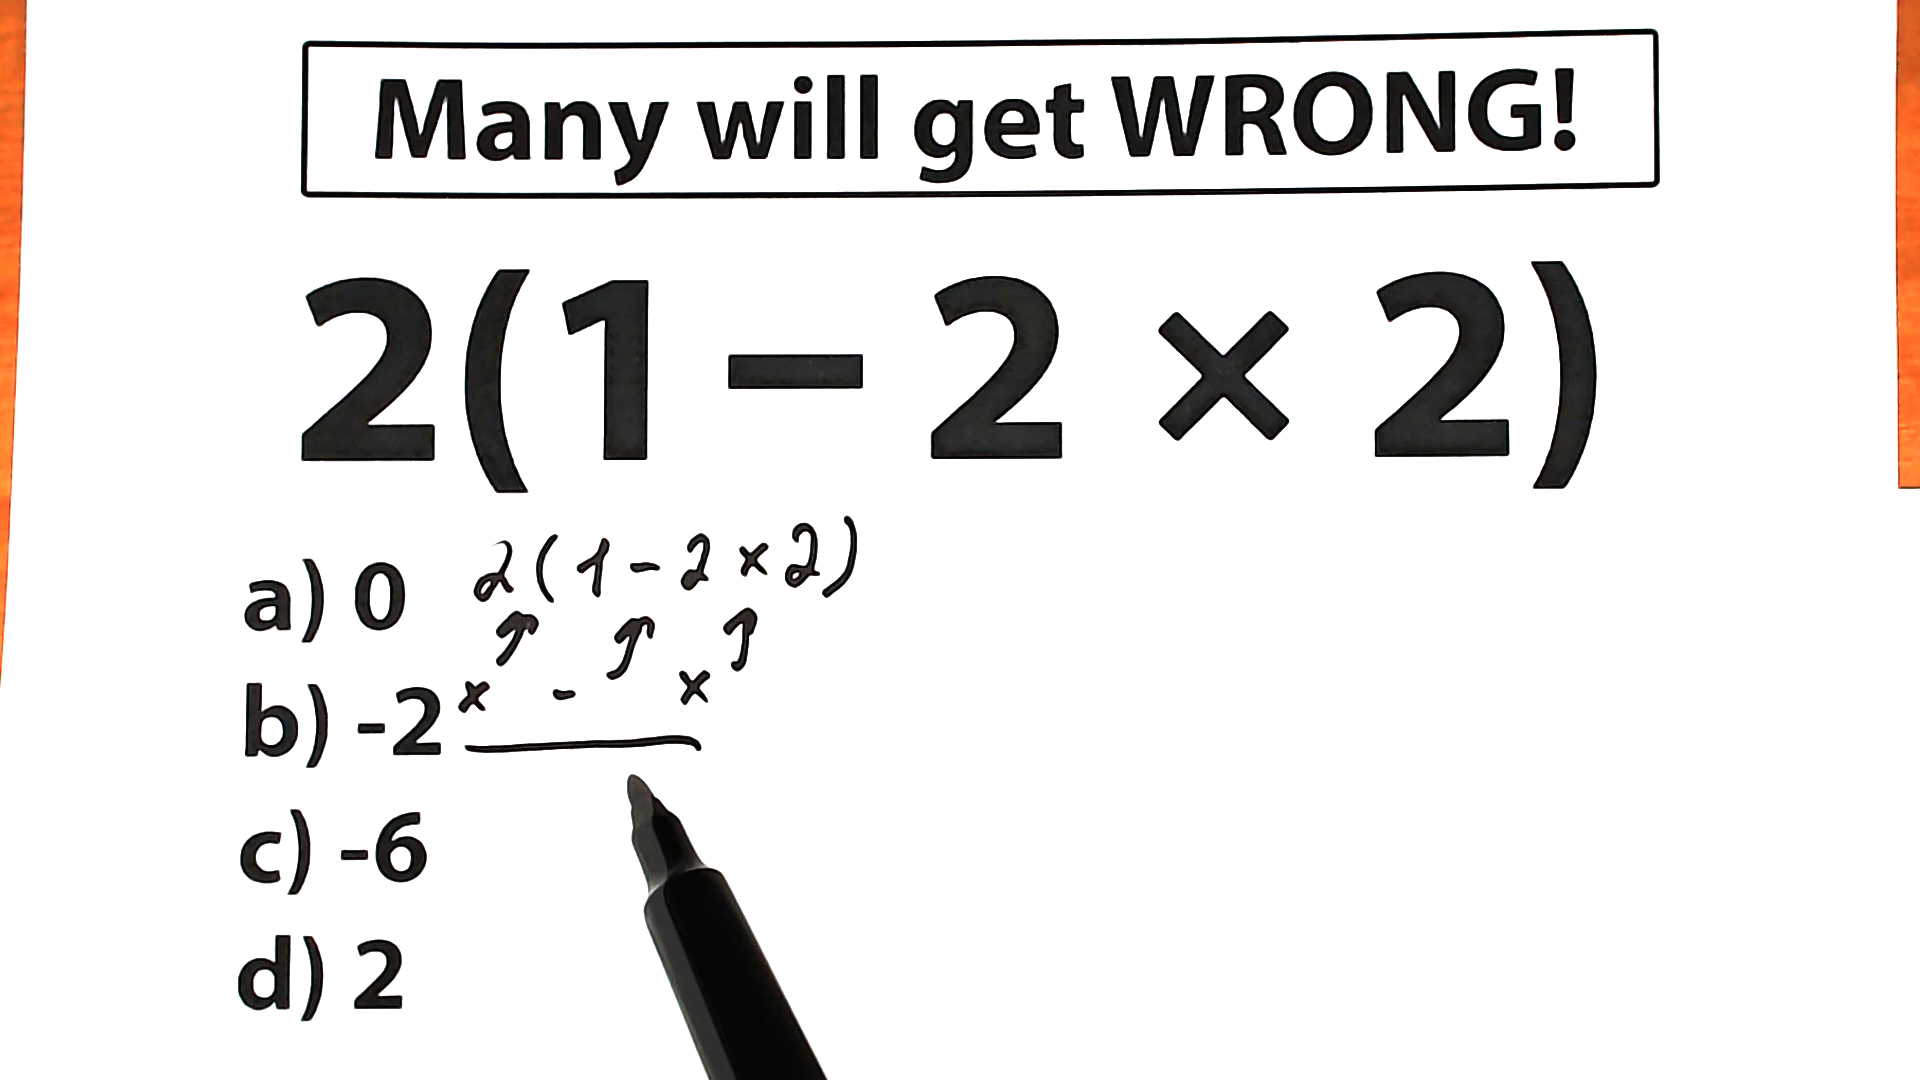 Many will get WRONG!
2(1 – 2 × 2)
a) 0
2(1 - 2 × 2)
↑ ↑ ↑
b) -2
× - ×
c) -6
d) 2